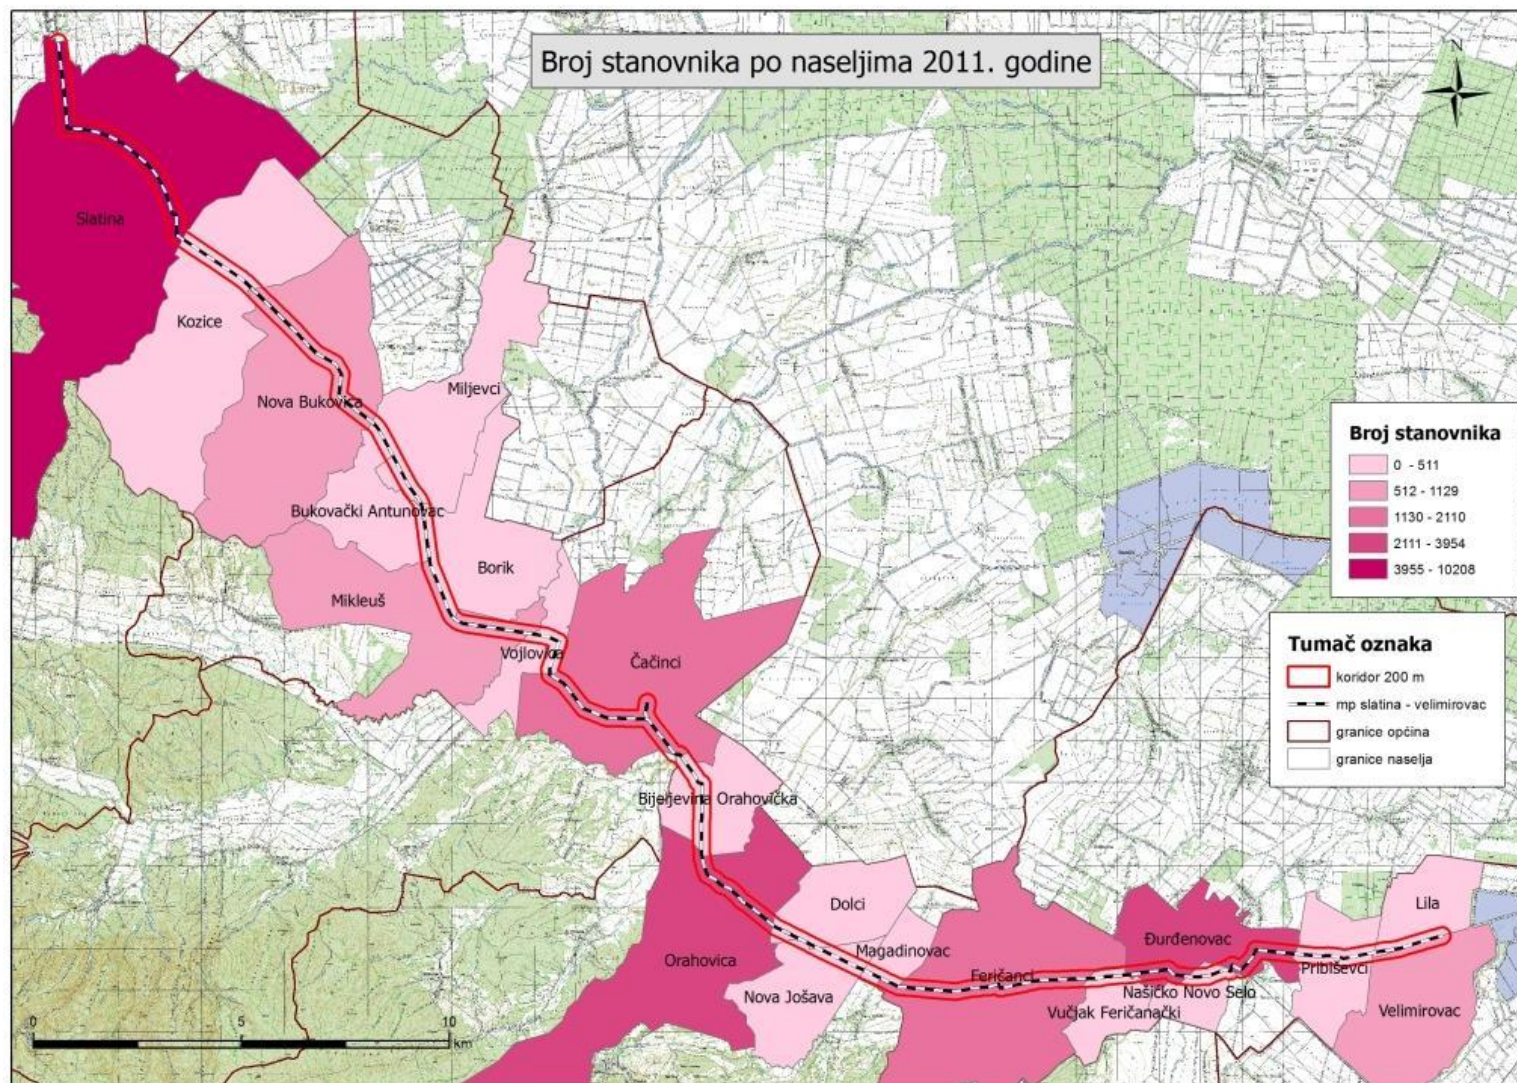 Broj stanovnika po naseljima 2011. godine
N
Slatina
Kozice
Nova Bukovica
Miljevci
Bukovački Antunovac
Borik
Mikleuš
Vojlovica
Čačinci
Bijeljevina Orahovička
Orahovica
Dolci
Magadinovac
Nova Jošava
Feričanci
Vučjak Feričanački
Đurđenovac
Našičko Novo Selo
Pribiševci
Lila
Velimirovac
Broj stanovnika
0 - 511
512 - 1129
1130 - 2110
2111 - 3954
3955 - 10208
Tumač oznaka
koridor 200 m
mp slatina - velimirovac
granice općina
granice naselja
0 5 10
km